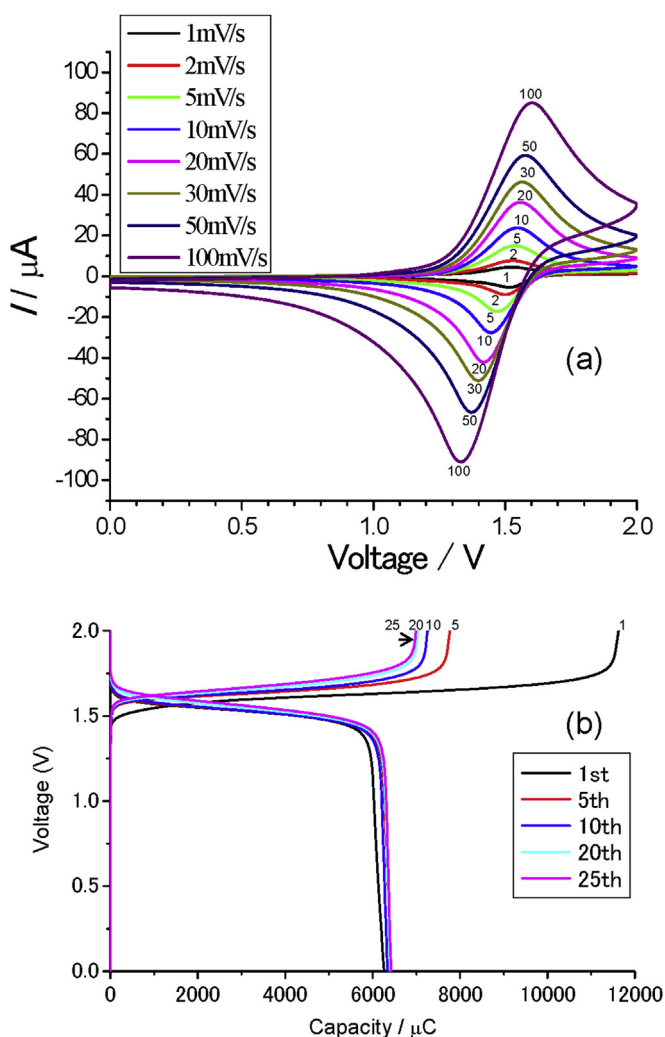 1mV/s
2mV/s
5mV/s
10mV/s
20mV/s
30mV/s
50mV/s
100mV/s
100
80
60
40
20
0
-20
-40
-60
-80
-100
I / μA
100
50
30
20
10
5
2
1
2
5
10
20
30
50
100
(a)
0.0 0.5 1.0 1.5 2.0
Voltage / V
25 20 10 5 1
2.0
1.5
1.0
0.5
0.0
Voltage (V)
(b)
1st
5th
10th
20th
25th
0 2000 4000 6000 8000 10000 12000
Capacity / μC